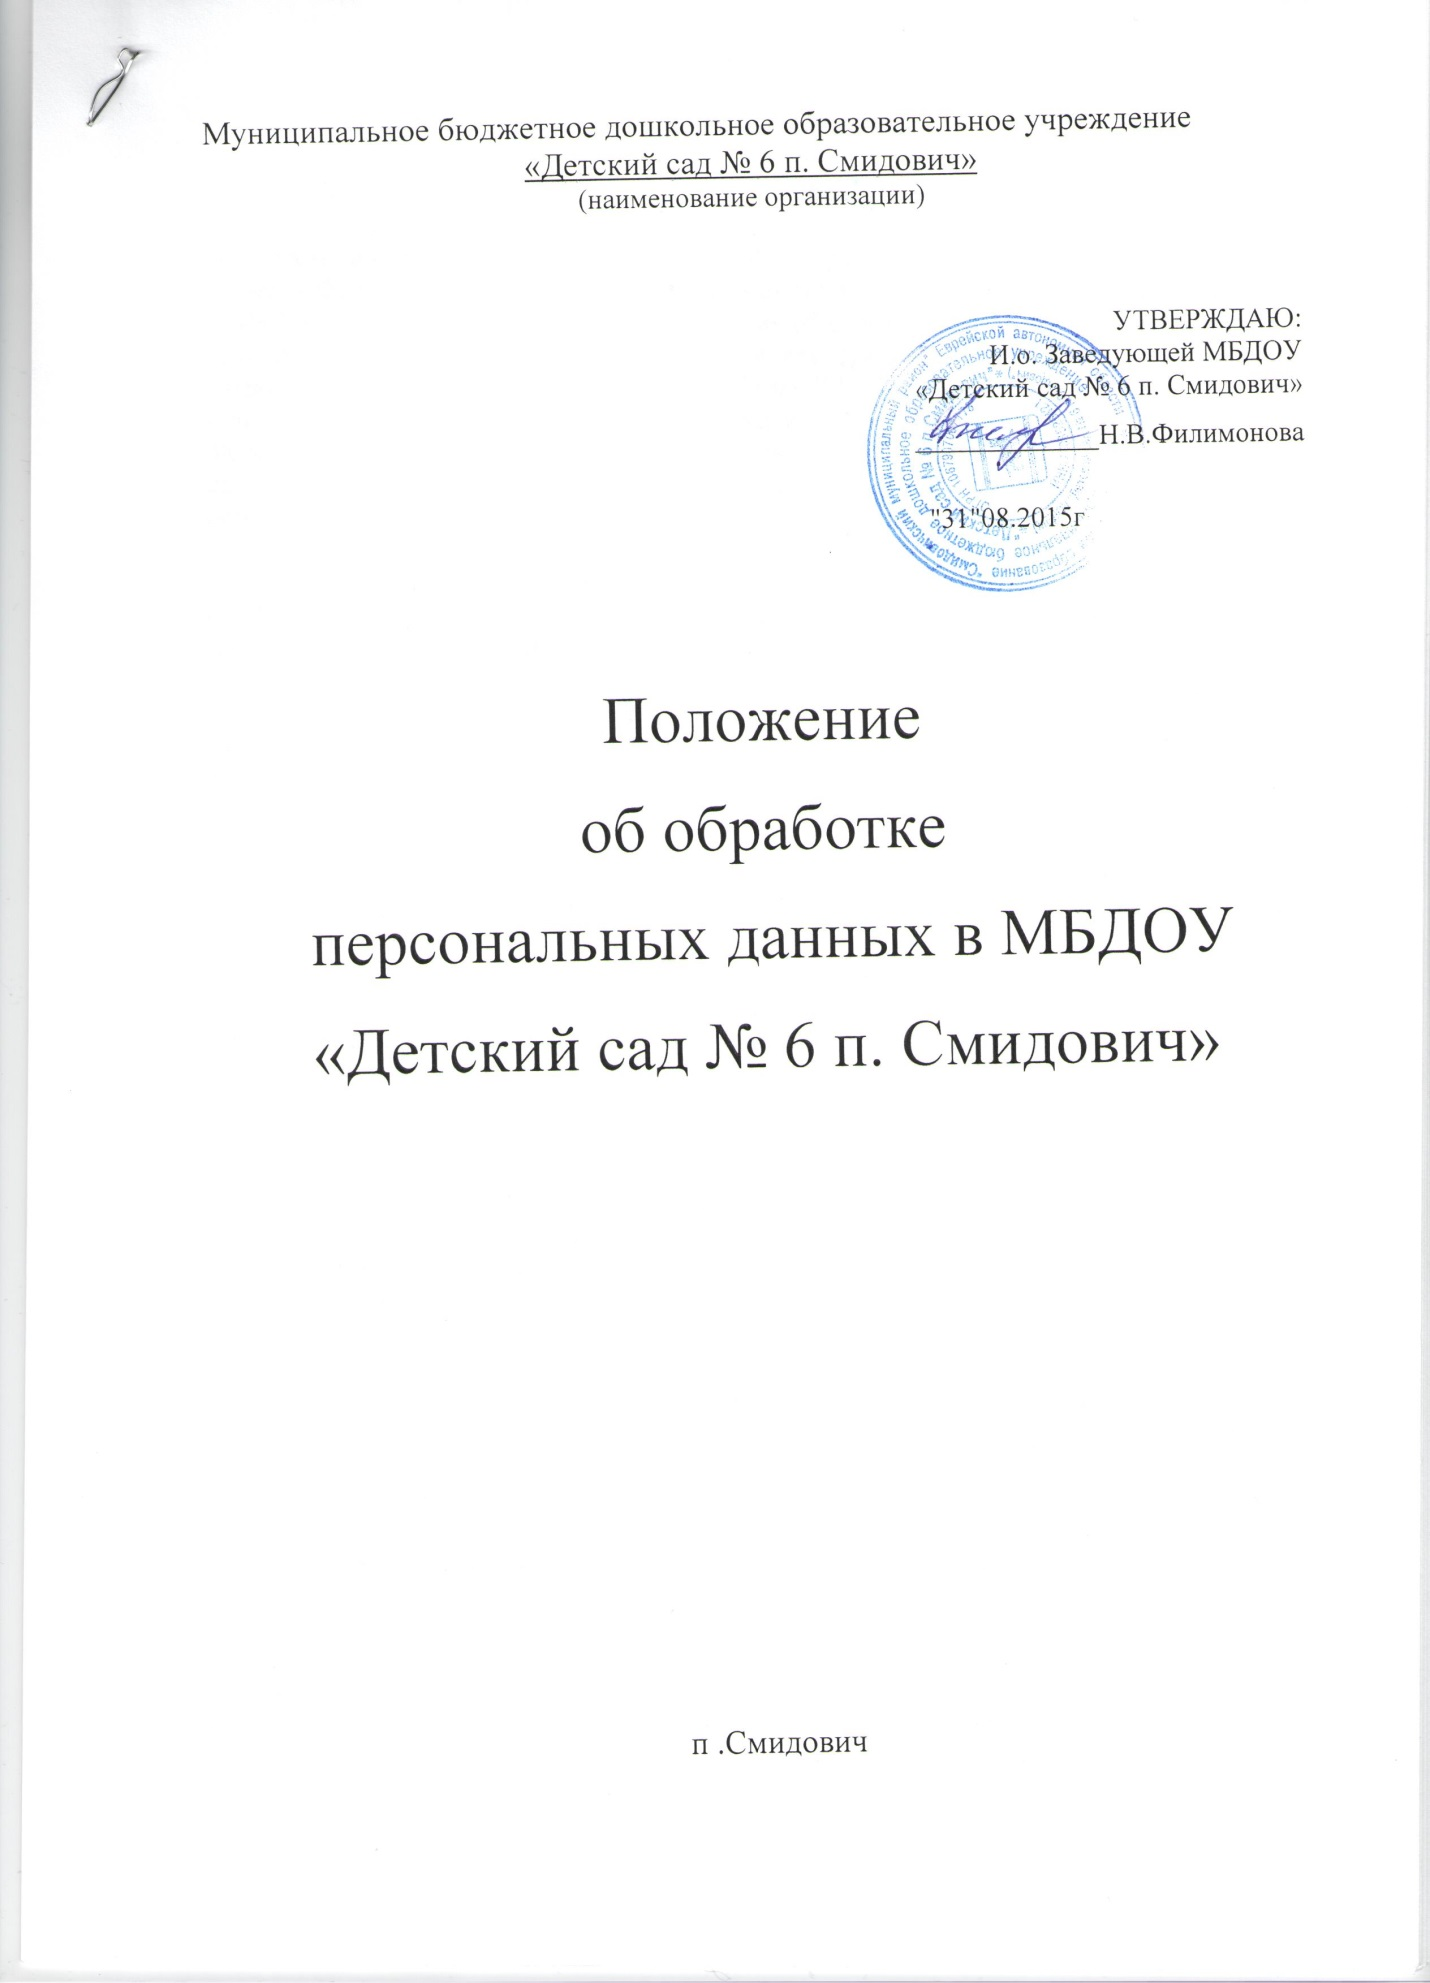 Муниципальное бюджетное дошкольное образовательное учреждение
«Детский сад № 6 п. Смидович»
(наименование организации)
УТВЕРЖДАЮ:
И.о. Заведующей МБДОУ
«Детский сад № 6 п. Смидович»
Н.В.Филимонова
"31"08.2015г
Положение
об обработке
персональных данных в МБДОУ
«Детский сад № 6 п. Смидович»
п .Смидович